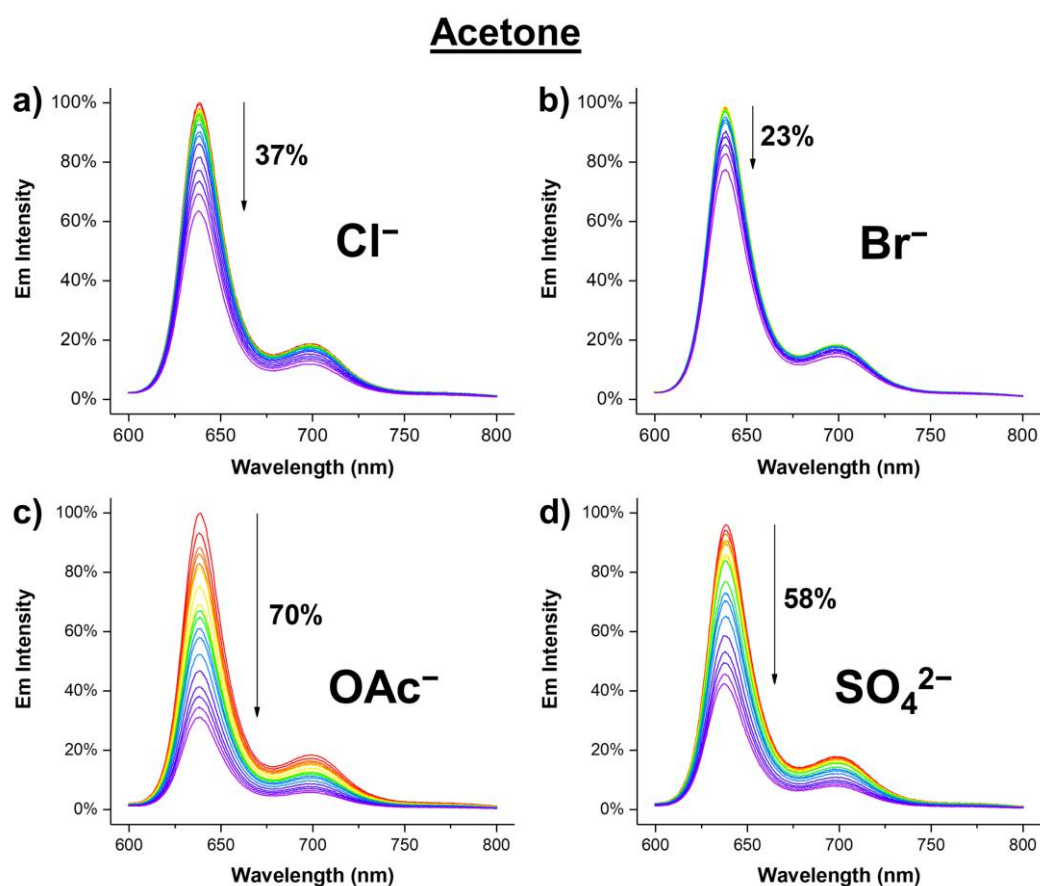 Acetone
a)
100%
80%
60%
40%
20%
0%
Em Intensity
37%
Cl⁻
600 650 700 750 800
Wavelength (nm)
b)
100%
80%
60%
40%
20%
0%
Em Intensity
23%
Br⁻
600 650 700 750 800
Wavelength (nm)
c)
100%
80%
60%
40%
20%
0%
Em Intensity
70%
OAc⁻
600 650 700 750 800
Wavelength (nm)
d)
100%
80%
60%
40%
20%
0%
Em Intensity
58%
SO₄²⁻
600 650 700 750 800
Wavelength (nm)